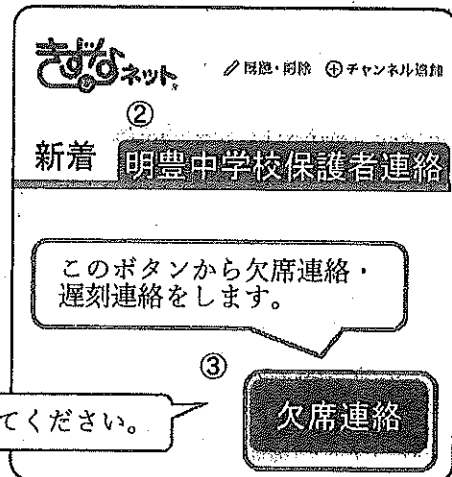 きずなネット
削除 ⊕チャンネル追加
②
新着 明豊中学校保護者連絡
このボタンから欠席連絡・
遅刻連絡をします。
③
てください。
欠席連絡